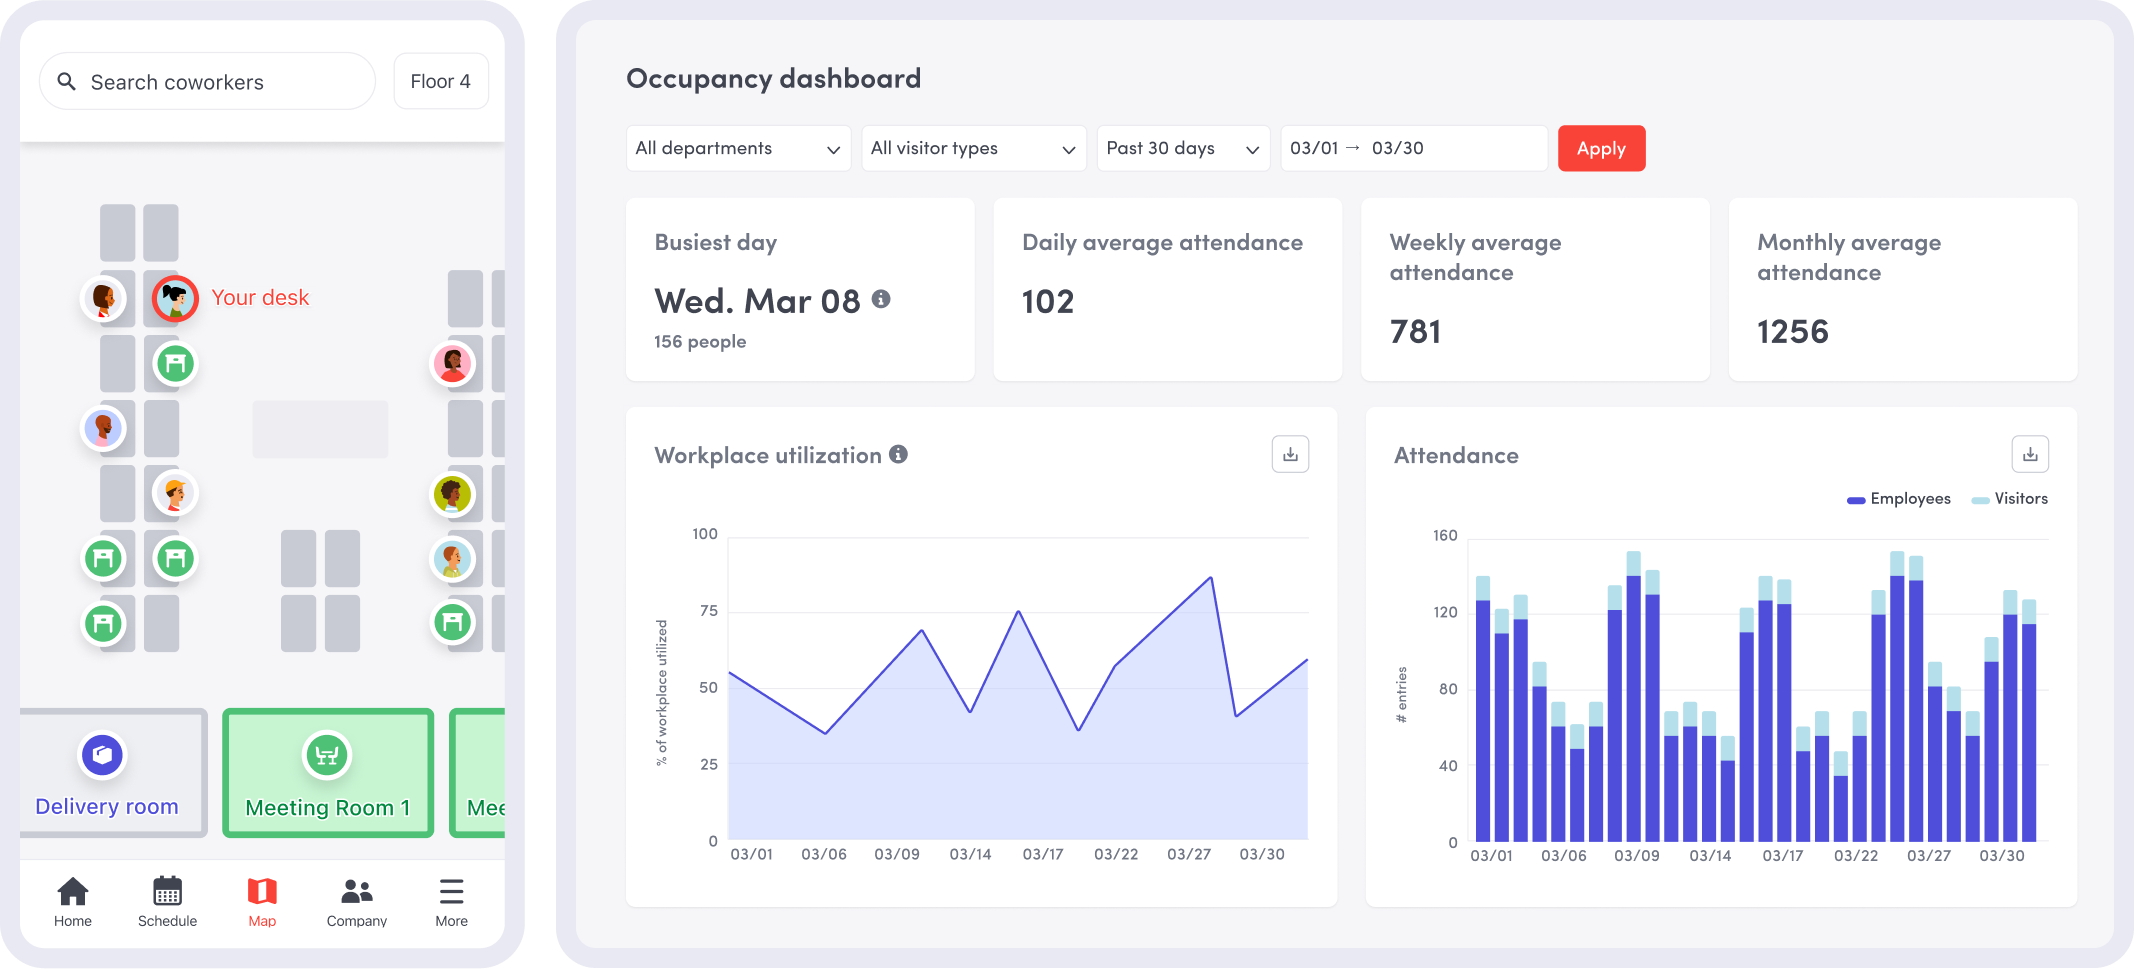 Search coworkers
Floor 4
Your desk
Delivery room
Meeting Room 1
Mee
Home
Schedule
Map
Company
More
Occupancy dashboard
All departments
All visitor types
Past 30 days
03/01 → 03/30
Apply
Busiest day
Wed. Mar 08
156 people
Daily average attendance
102
Weekly average
attendance
781
Monthly average
attendance
1256
Workplace utilization
% of workplace utilized
100
75
50
25
0
03/01
03/06
03/09
03/14
03/17
03/22
03/27
03/30
Attendance
Employees
Visitors
# entries
160
120
80
40
0
03/01
03/06
03/09
03/14
03/17
03/22
03/27
03/30